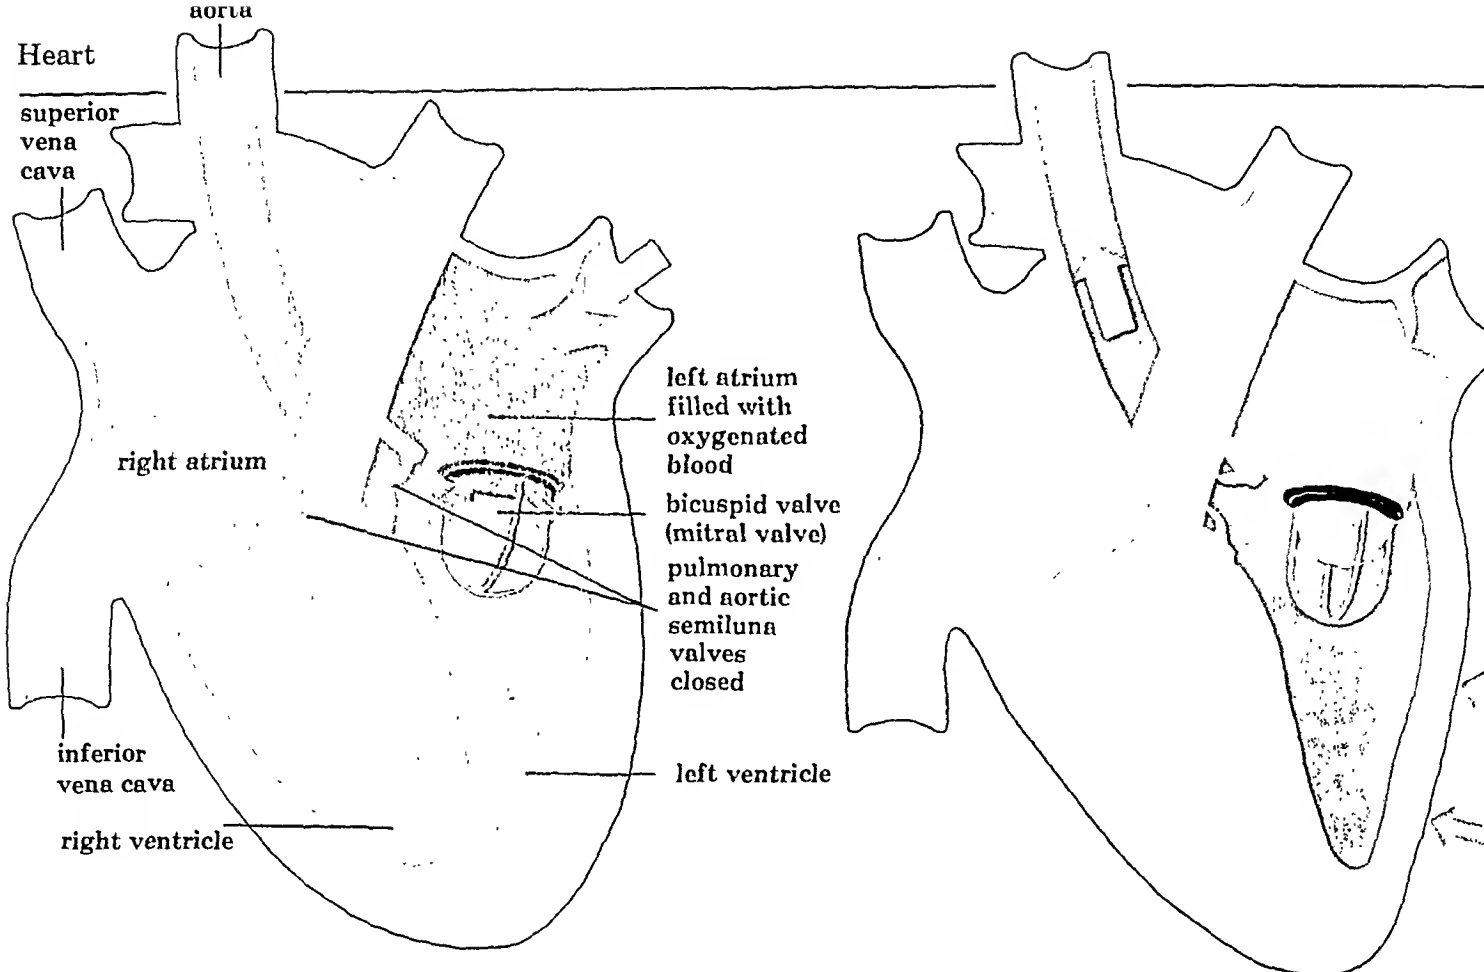 aorta
Heart
superior
vena
cava
left atrium
filled with
oxygenated
blood
right atrium
bicuspid valve
(mitral valve)
pulmonary
and aortic
semiluna
valves
closed
inferior
vena cava
left ventricle
right ventricle